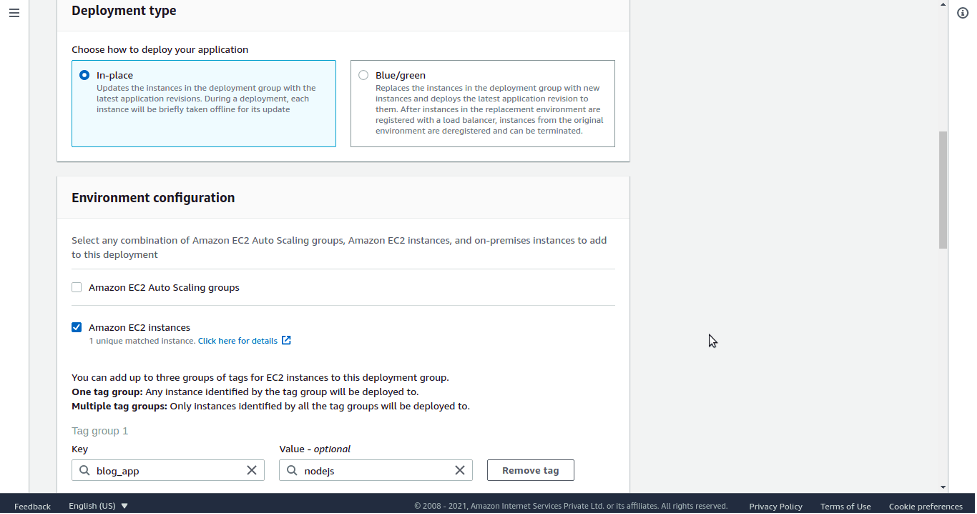 Deployment type
Choose how to deploy your application
In-place
Updates the instances in the deployment group with the
latest application revisions. During a deployment, each
instance will be briefly taken offline for its update
Blue/green
Replaces the instances in the deployment group with new
instances and deploys the latest application revision to
them. After instances in the replacement environment are
registered with a load balancer, instances from the original
environment are deregistered and can be terminated.
Environment configuration
Select any combination of Amazon EC2 Auto Scaling groups, Amazon EC2 instances, and on-premises instances to add
to this deployment
Amazon EC2 Auto Scaling groups
Amazon EC2 instances
1 unique matched instance. Click here for details
You can add up to three groups of tags for EC2 instances to this deployment group.
One tag group: Any instance identified by the tag group will be deployed to.
Multiple tag groups: Only instances identified by all the tag groups will be deployed to.
Tag group 1
Key
Value - optional
blog_app
nodejs
Remove tag
Feedback
English (US)
© 2008 - 2021, Amazon Internet Services Private Ltd. or its affiliates. All rights reserved.
Privacy Policy
Terms of Use
Cookie preferences